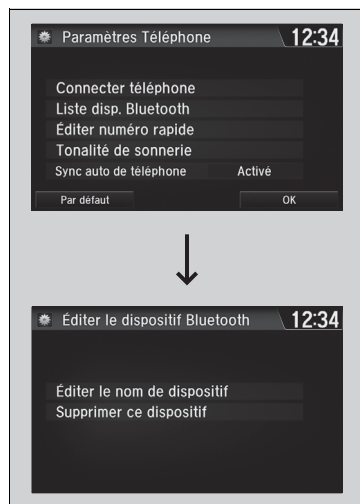 Paramètres Téléphone 12:34
Connecter téléphone
Liste disp. Bluetooth
Éditer numéro rapide
Tonalité de sonnerie
Sync auto de téléphone Activé
Par défaut OK
Éditer le dispositif Bluetooth 12:34
Éditer le nom de dispositif
Supprimer ce dispositif